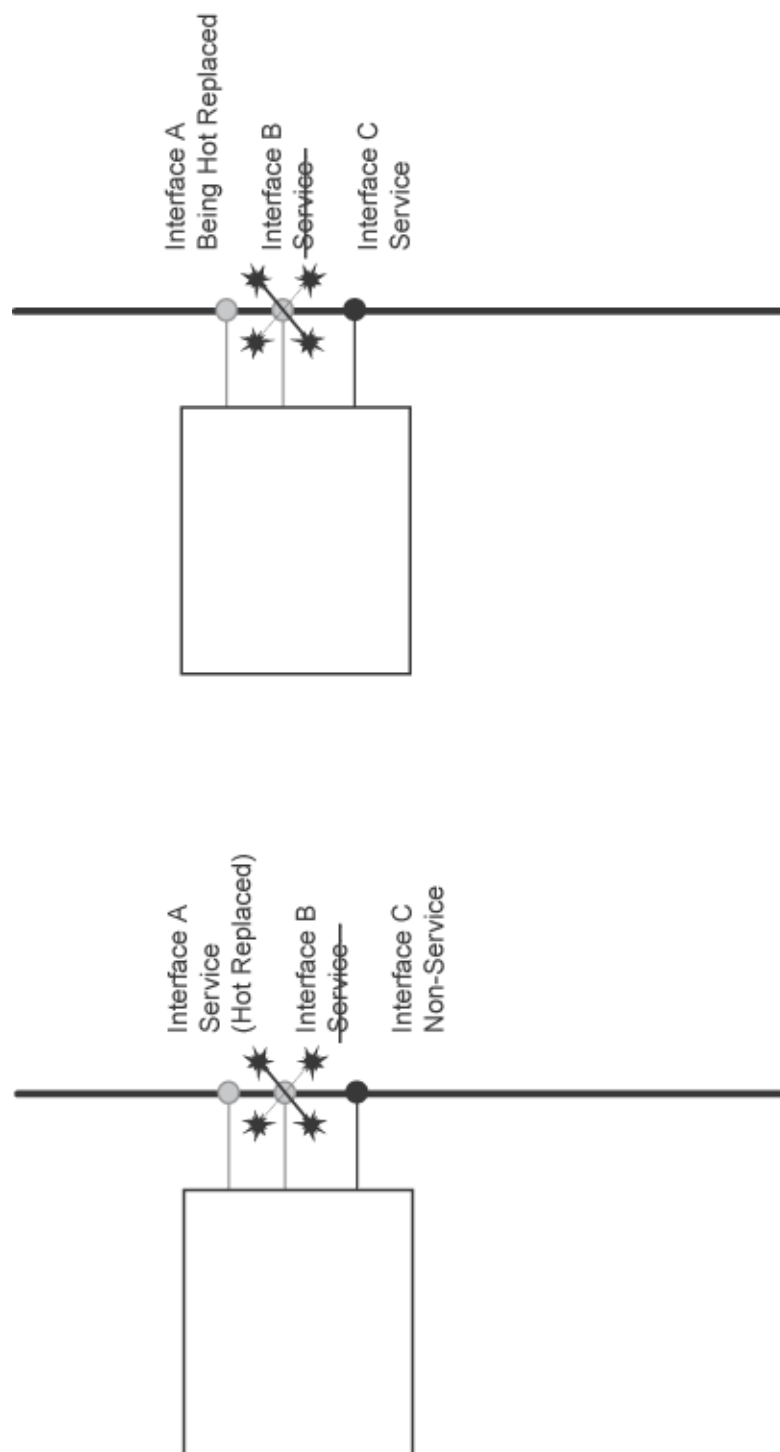 Interface A
Being Hot Replaced
Interface B
Service
Interface C
Service
Interface A
Service
(Hot Replaced)
Interface B
Service
Interface C
Non-Service